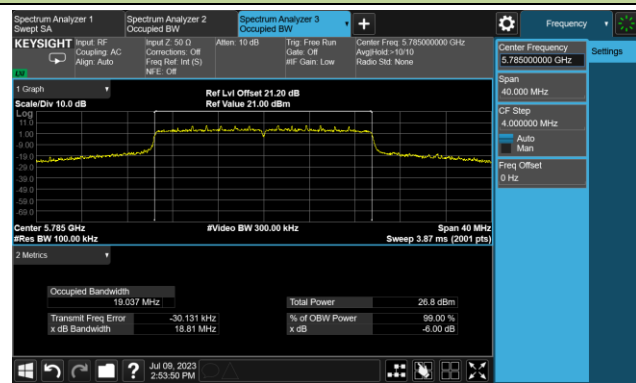 Spectrum Analyzer 1
Swept SA
Spectrum Analyzer 2
Occupied BW
Spectrum Analyzer 3
Occupied BW
Frequency
KEYSIGHT
Input: RF
Coupling: AC
Align: Auto
Input Z: 50 Ω
Corrections: Off
Freq Ref: Int (S)
NFE: Off
Atten: 10 dB
Trig: Free Run
Gate: Off
#IF Gain: Low
Center Freq: 5.785000000 GHz
Avg|Hold:>10/10
Radio Std: None
LXI
Center Frequency
5.785000000 GHz
Settings
Span
40.000 MHz
CF Step
4.000000 MHz
Auto
Man
Freq Offset
0 Hz
1 Graph
Scale/Div 10.0 dB
Ref Lvl Offset 21.20 dB
Ref Value 21.00 dBm
Log
11.0
1.00
-9.00
-19.0
-29.0
-39.0
-49.0
-59.0
-69.0
Center 5.785 GHz
#Res BW 100.00 kHz
#Video BW 300.00 kHz
Span 40 MHz
Sweep 3.87 ms (2001 pts)
2 Metrics
Occupied Bandwidth
19.037 MHz
Transmit Freq Error -30.131 kHz
x dB Bandwidth 18.81 MHz
Total Power 26.8 dBm
% of OBW Power 99.00 %
x dB -6.00 dB
Jul 09, 2023
2:53:50 PM